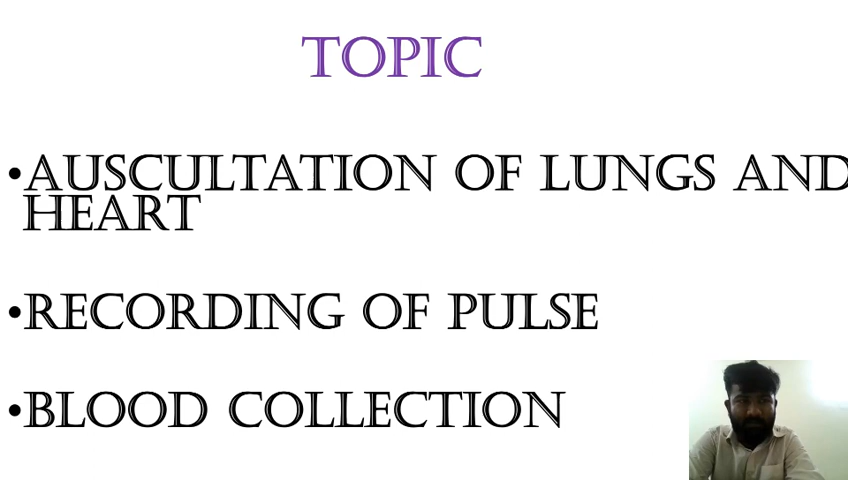 TOPIC
•AUSCULTATION OF LUNGS AND
HEART
•RECORDING OF PULSE
•BLOOD COLLECTION